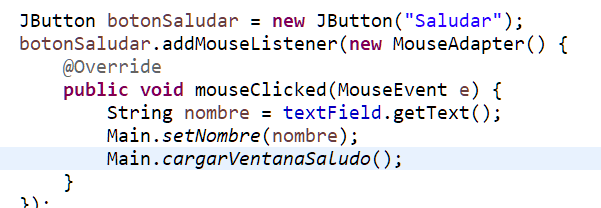 JButton botonSaludar = new JButton("Saludar");
botonSaludar.addMouseListener(new MouseAdapter() {
@Override
public void mouseClicked(MouseEvent e) {
String nombre = textField.getText();
Main.setNombre(nombre);
Main.cargarVentanaSaludo();
}
});